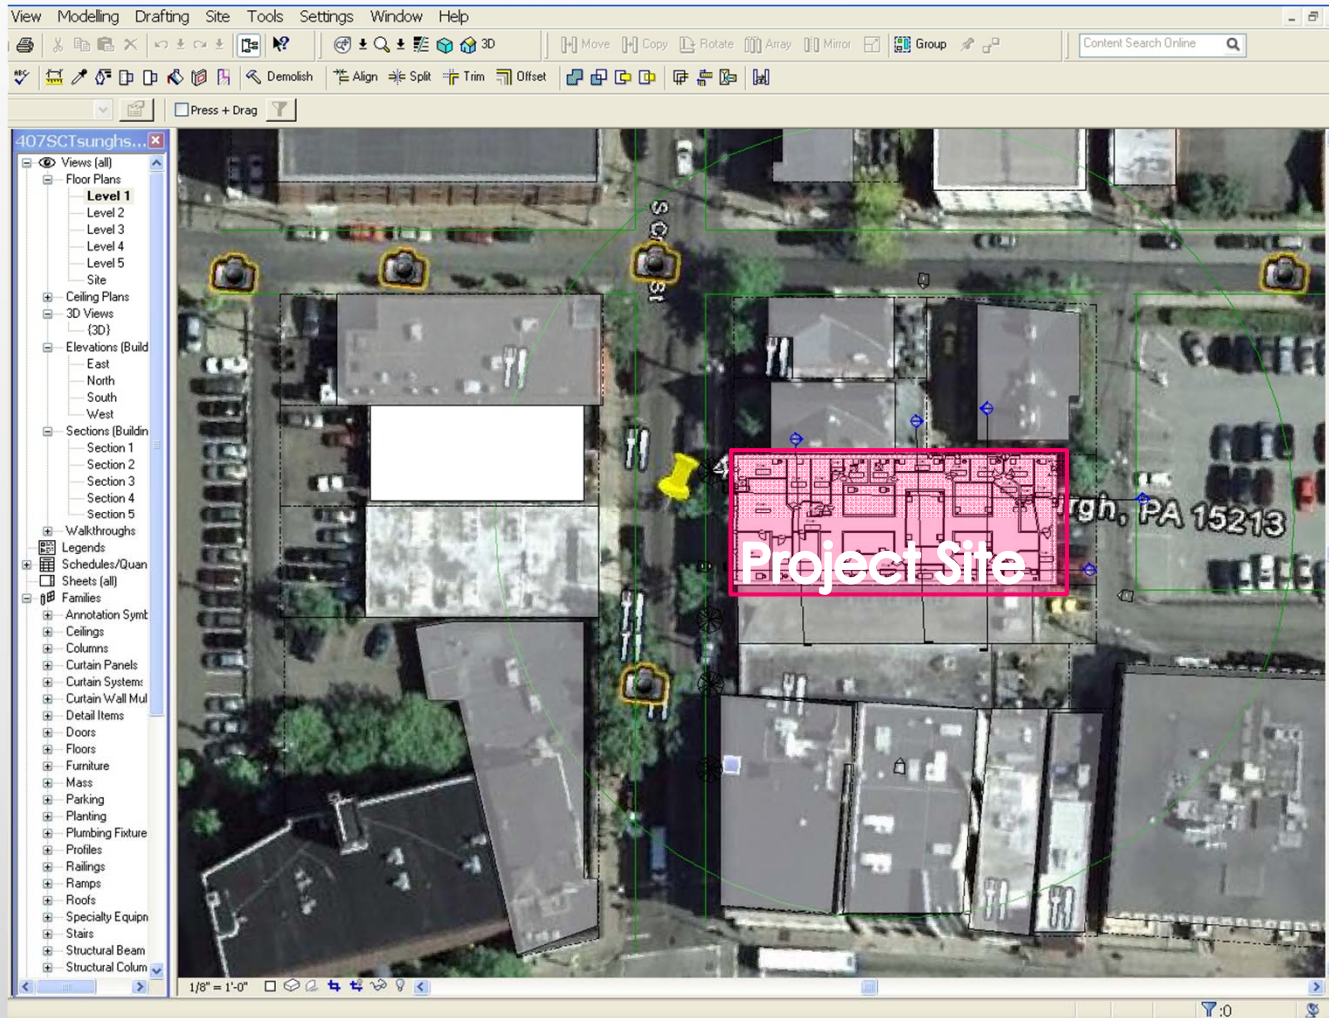 View Modelling Drafting Site Tools Settings Window Help
3D Move Copy Rotate Array Mirror Group Content Search Online
Demolish Align Split Trim Offset
Press + Drag
407SCTsunghs...
Views (all)
Floor Plans
Level 1
Level 2
Level 3
Level 4
Level 5
Site
Ceiling Plans
3D Views
{3D}
Elevations (Build
East
North
South
West
Sections (Buildin
Section 1
Section 2
Section 3
Section 4
Section 5
Walkthroughs
Legends
Schedules/Quan
Sheets (all)
Families
Annotation Symb
Ceilings
Columns
Curtain Panels
Curtain Systems
Curtain Wall Mul
Detail Items
Doors
Floors
Furniture
Mass
Parking
Planting
Plumbing Fixture
Profiles
Railings
Ramps
Roofs
Specialty Equipn
Stairs
Structural Beam
Structural Colum
rgh, PA 15213
Project Site
1/8" = 1'-0"
:0